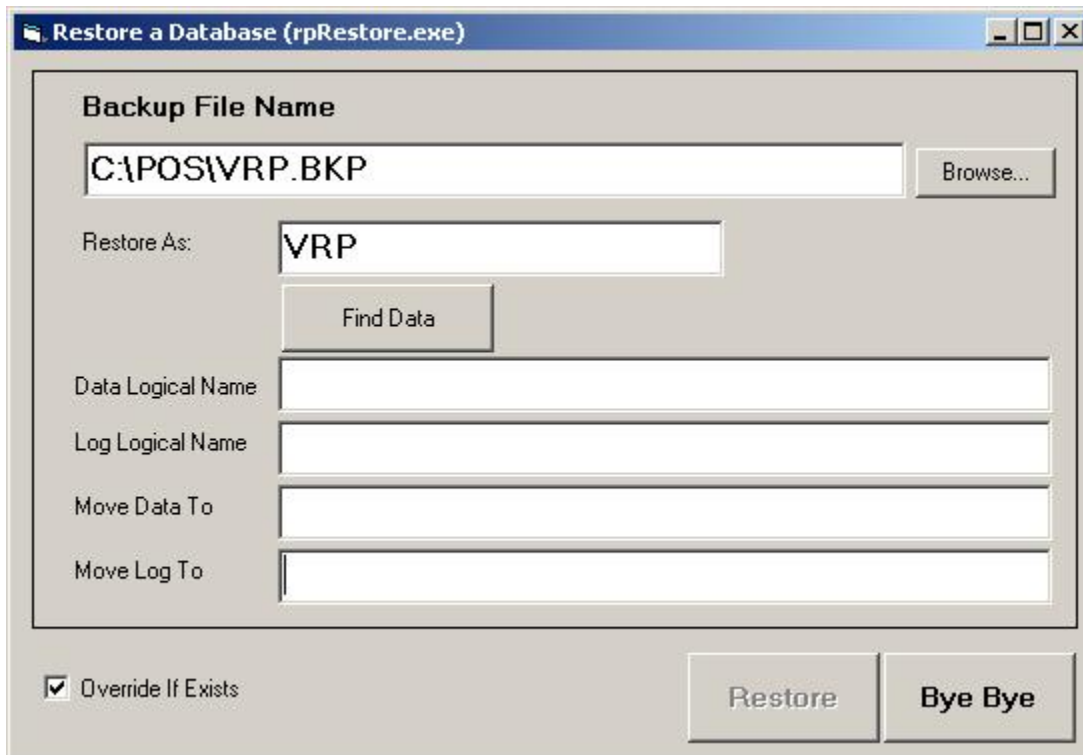 Restore a Database (rpRestore.exe)
Backup File Name
C:\POS\VRP.BKP
Browse...
Restore As:
VRP
Find Data
Data Logical Name
Log Logical Name
Move Data To
Move Log To
Override If Exists
Restore
Bye Bye